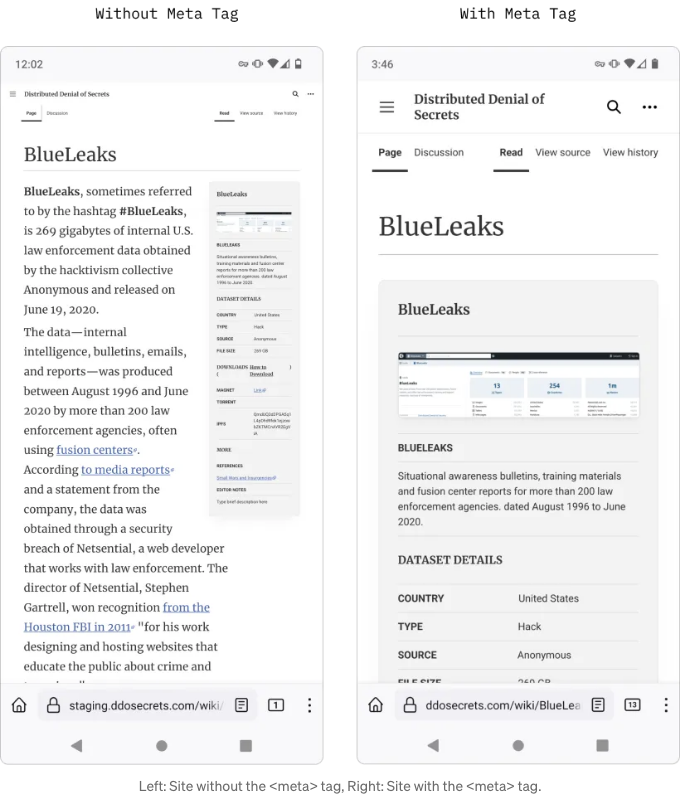 Without Meta Tag
With Meta Tag
12:02
Distributed Denial of Secrets
Page
Discussion
Read
View source
View history
BlueLeaks
BlueLeaks, sometimes referred
to by the hashtag #BlueLeaks,
is 269 gigabytes of internal U.S.
law enforcement data obtained
by the hacktivism collective
Anonymous and released on
June 19, 2020.
The data—internal
intelligence, bulletins, emails,
and reports—was produced
between August 1996 and June
2020 by more than 200 law
enforcement agencies, often
using fusion centers.
According to media reports
and a statement from the
company, the data was
obtained through a security
breach of Netsential, a web developer
that works with law enforcement. The
director of Netsential, Stephen
Gartrell, won recognition from the
Houston FBI in 2011 "for his work
designing and hosting websites that
educate the public about crime and
BlueLeaks
BLUELEAKS
Situational awareness bulletins,
training materials and fusion center
reports for more than 200 law
enforcement agencies. dated August
1996 to June 2020.
DATASET DETAILS
COUNTRY United States
TYPE Hack
SOURCE Anonymous
FILE SIZE 269 GB
DOWNLOADS (How to Download)
MAGNET Link
TORRENT
IPFS
MORE
REFERENCES
EDITOR NOTES
Type brief description here
staging.ddosecrets.com/wiki/
1
3:46
Distributed Denial of
Secrets
Page
Discussion
Read
View source
View history
BlueLeaks
BlueLeaks
13
254
1m
BLUELEAKS
Situational awareness bulletins, training materials
and fusion center reports for more than 200 law
enforcement agencies. dated August 1996 to June
2020.
DATASET DETAILS
COUNTRY United States
TYPE Hack
SOURCE Anonymous
FILE SIZE 269 GB
ddosecrets.com/wiki/BlueLea
13
Left: Site without the <meta> tag, Right: Site with the <meta> tag.